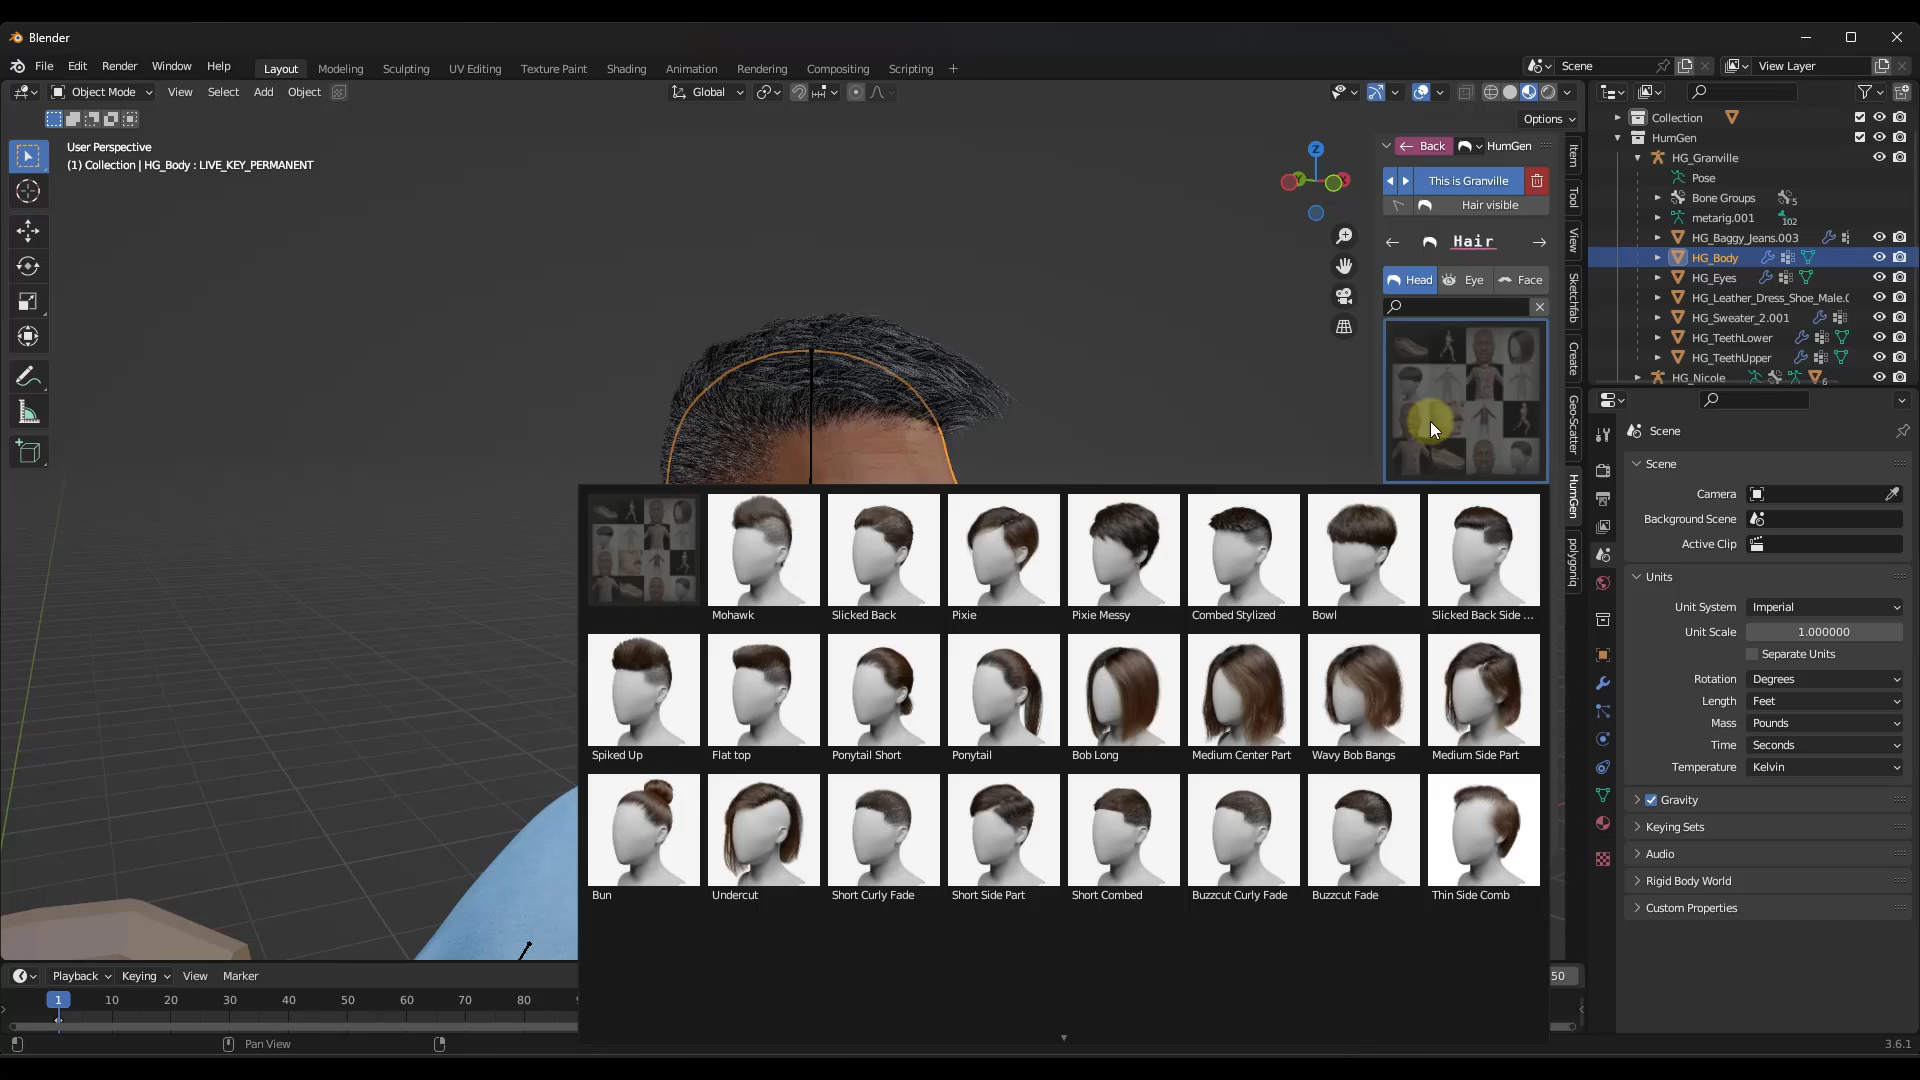 Blender
File Edit Render Window Help
Layout Modeling Sculpting UV Editing Texture Paint Shading Animation Rendering Compositing Scripting +
Scene
View Layer
Object Mode View Select Add Object
Global
Options
User Perspective
(1) Collection | HG_Body : LIVE_KEY_PERMANENT
Z
Y
X
Back HumGen
This is Granville
Hair visible
Hair
Head Eye Face
Item
Tool
View
Sketchfab
Create
Geo-Scatter
HumGen
polygoniq
Collection
HumGen
HG_Granville
Pose
Bone Groups 5
metarig.001 102
HG_Baggy_Jeans.003
HG_Body
HG_Eyes
HG_Leather_Dress_Shoe_Male.(
HG_Sweater_2.001
HG_TeethLower
HG_TeethUpper
HG_Nicole 6
Scene
Scene
Camera
Background Scene
Active Clip
Units
Unit System Imperial
Unit Scale 1.000000
Separate Units
Rotation Degrees
Length Feet
Mass Pounds
Time Seconds
Temperature Kelvin
Gravity
Keying Sets
Audio
Rigid Body World
Custom Properties
Mohawk Slicked Back Pixie Pixie Messy Combed Stylized Bowl Slicked Back Side ...
Spiked Up Flat top Ponytail Short Ponytail Bob Long Medium Center Part Wavy Bob Bangs Medium Side Part
Bun Undercut Short Curly Fade Short Side Part Short Combed Buzzcut Curly Fade Buzzcut Fade Thin Side Comb
Playback Keying View Marker
50
1 10 20 30 40 50 60 70 80
Pan View
3.6.1